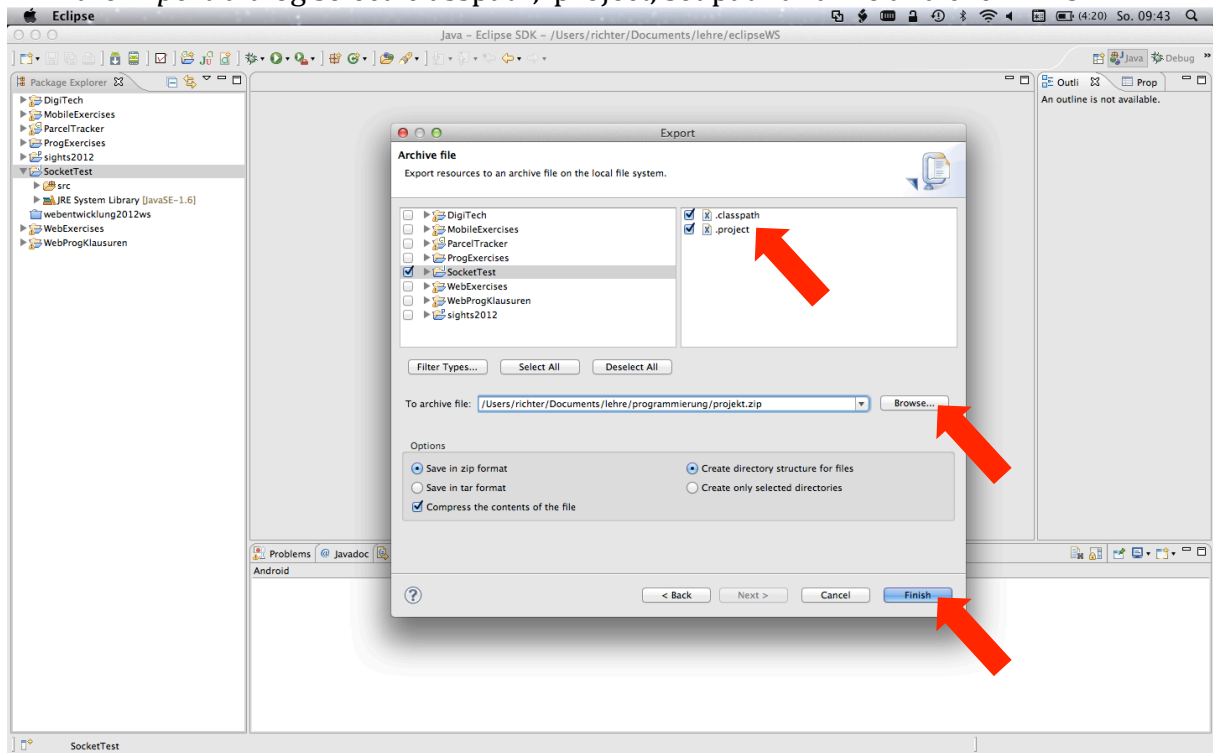 Eclipse
(4:20) So. 09:43
Java – Eclipse SDK – /Users/richter/Documents/lehre/eclipseWS
Java Debug »
Package Explorer
Outli Prop
DigiTech
MobileExercises
ParcelTracker
ProgExercises
sights2012
SocketTest
src
JRE System Library [JavaSE-1.6]
webentwicklung2012ws
WebExercises
WebProgKlausuren
An outline is not available.
Export
Archive file
Export resources to an archive file on the local file system.
DigiTech
MobileExercises
ParcelTracker
ProgExercises
SocketTest
WebExercises
WebProgKlausuren
sights2012
.classpath
.project
Filter Types... Select All Deselect All
To archive file: /Users/richter/Documents/lehre/programmierung/projekt.zip Browse...
Options
Save in zip format
Save in tar format
Compress the contents of the file
Create directory structure for files
Create only selected directories
Problems @ Javadoc
Android
? < Back Next > Cancel Finish
SocketTest